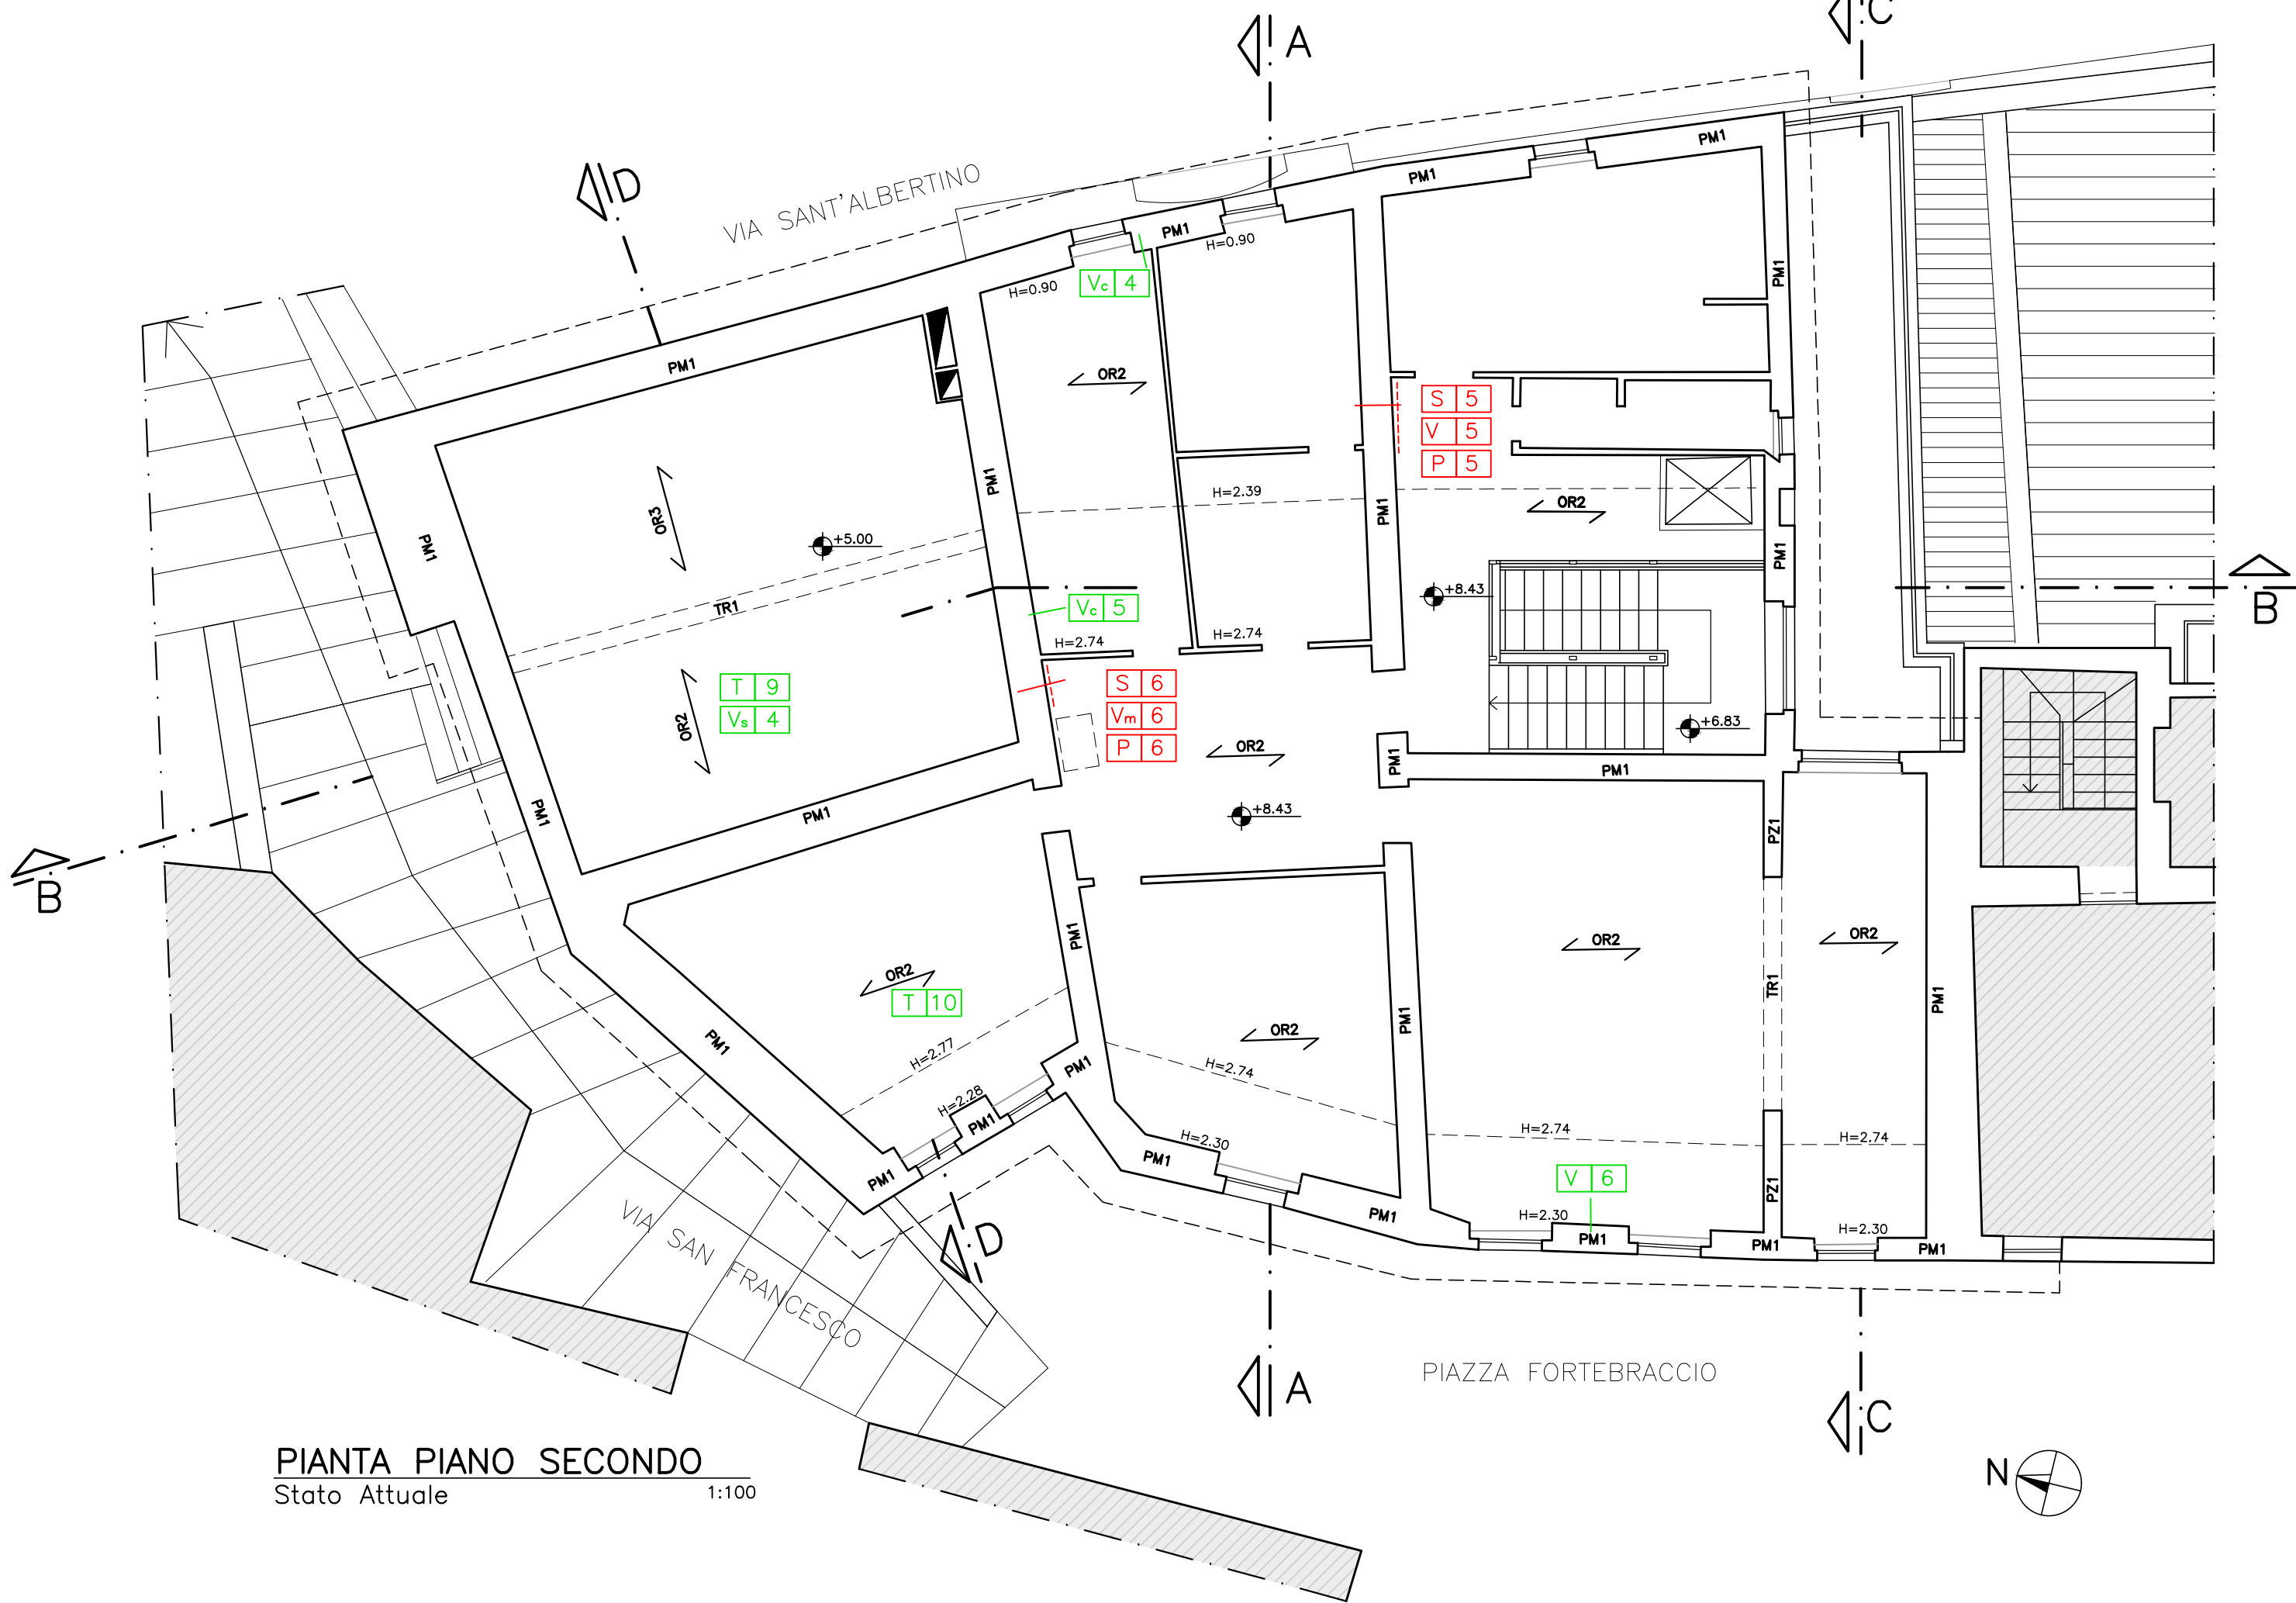 A
C
D
VIA SANT'ALBERTINO
PM1
PM1
PM1
H=0.90
H=0.90
Vc 4
PM1
PM1
OR2
S 5
V 5
P 5
PM1
PM1
OR3
H=2.39
PM1
OR2
+5.00
PM1
PM1
TR1
Vc 5
+8.43
B
H=2.74
H=2.74
T 9
Vs 4
OR2
S 6
Vm 6
P 6
+6.83
OR2
PM1
PM1
PM1
PM1
+8.43
PZ1
B
PM1
OR2
T 10
OR2
OR2
TR1
PM1
PM1
PM1
OR2
H=2.77
H=2.74
PM1
H=2.28
PM1
H=2.30
PM1
PM1
H=2.74
H=2.74
V 6
PZ1
PM1
H=2.30
H=2.30
PM1
PM1
PM1
VIA SAN FRANCESCO
D
PIAZZA FORTEBRACCIO
A
C
PIANTA PIANO SECONDO
Stato Attuale 1:100
N